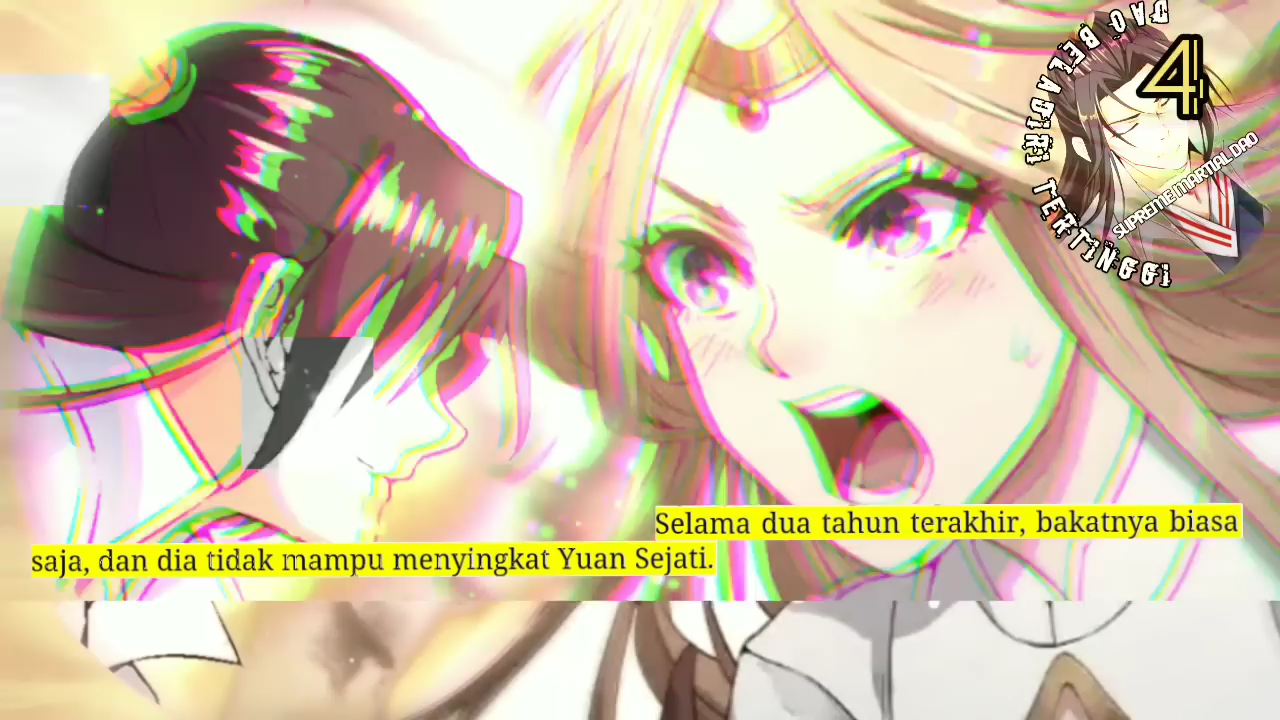 DAO BELADIRI TERTINGGI
4
SUPREME MARTIAL DAO
Selama dua tahun terakhir, bakatnya biasa
saja, dan dia tidak mampu menyingkat Yuan Sejati.